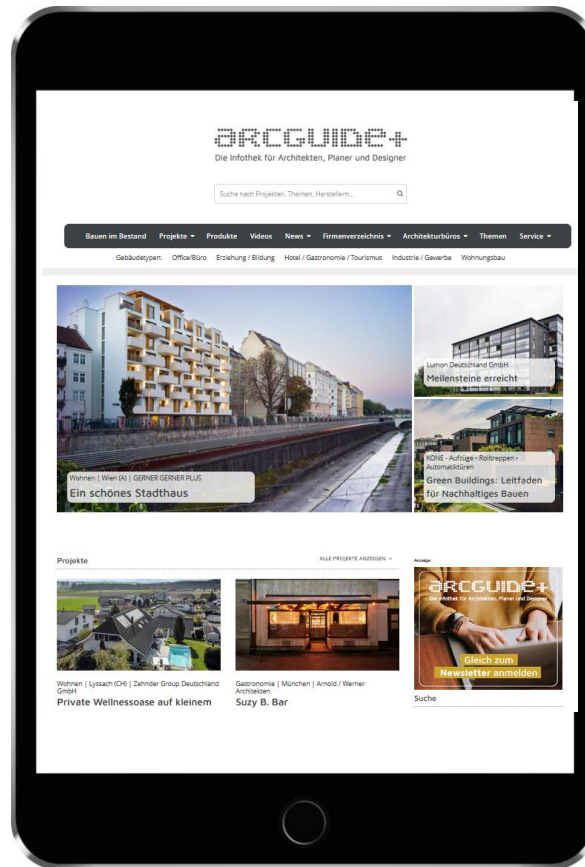 arcguide+
Die Infothek für Architekten, Planer und Designer
Suche nach Projekten, Themen, Herstellern...
Bauen im Bestand Projekte Produkte Videos News Firmenverzeichnis Architekturbüros Themen Service
Gebäudetypen: Office/Büro Erziehung / Bildung Hotel / Gastronomie / Tourismus Industrie / Gewerbe Wohnungsbau
Wohnen | Wien (A) | GERNER GERNER PLUS
Ein schönes Stadthaus
Lumon Deutschland GmbH
Meilensteine erreicht
KONE - Aufzüge • Rolltreppen •
Automatiktüren
Green Buildings: Leitfaden
für Nachhaltiges Bauen
Projekte
ALLE PROJEKTE ANZEIGEN >
Wohnen | Lyssach (CH) | Zehnder Group Deutschland
GmbH
Private Wellnessoase auf kleinem
Gastronomie | München | Arnold / Werner
Architekten
Suzy B. Bar
Anzeige
arcguide+
Die Infothek für Architekten, Planer und Designer
Gleich zum
Newsletter anmelden
Suche